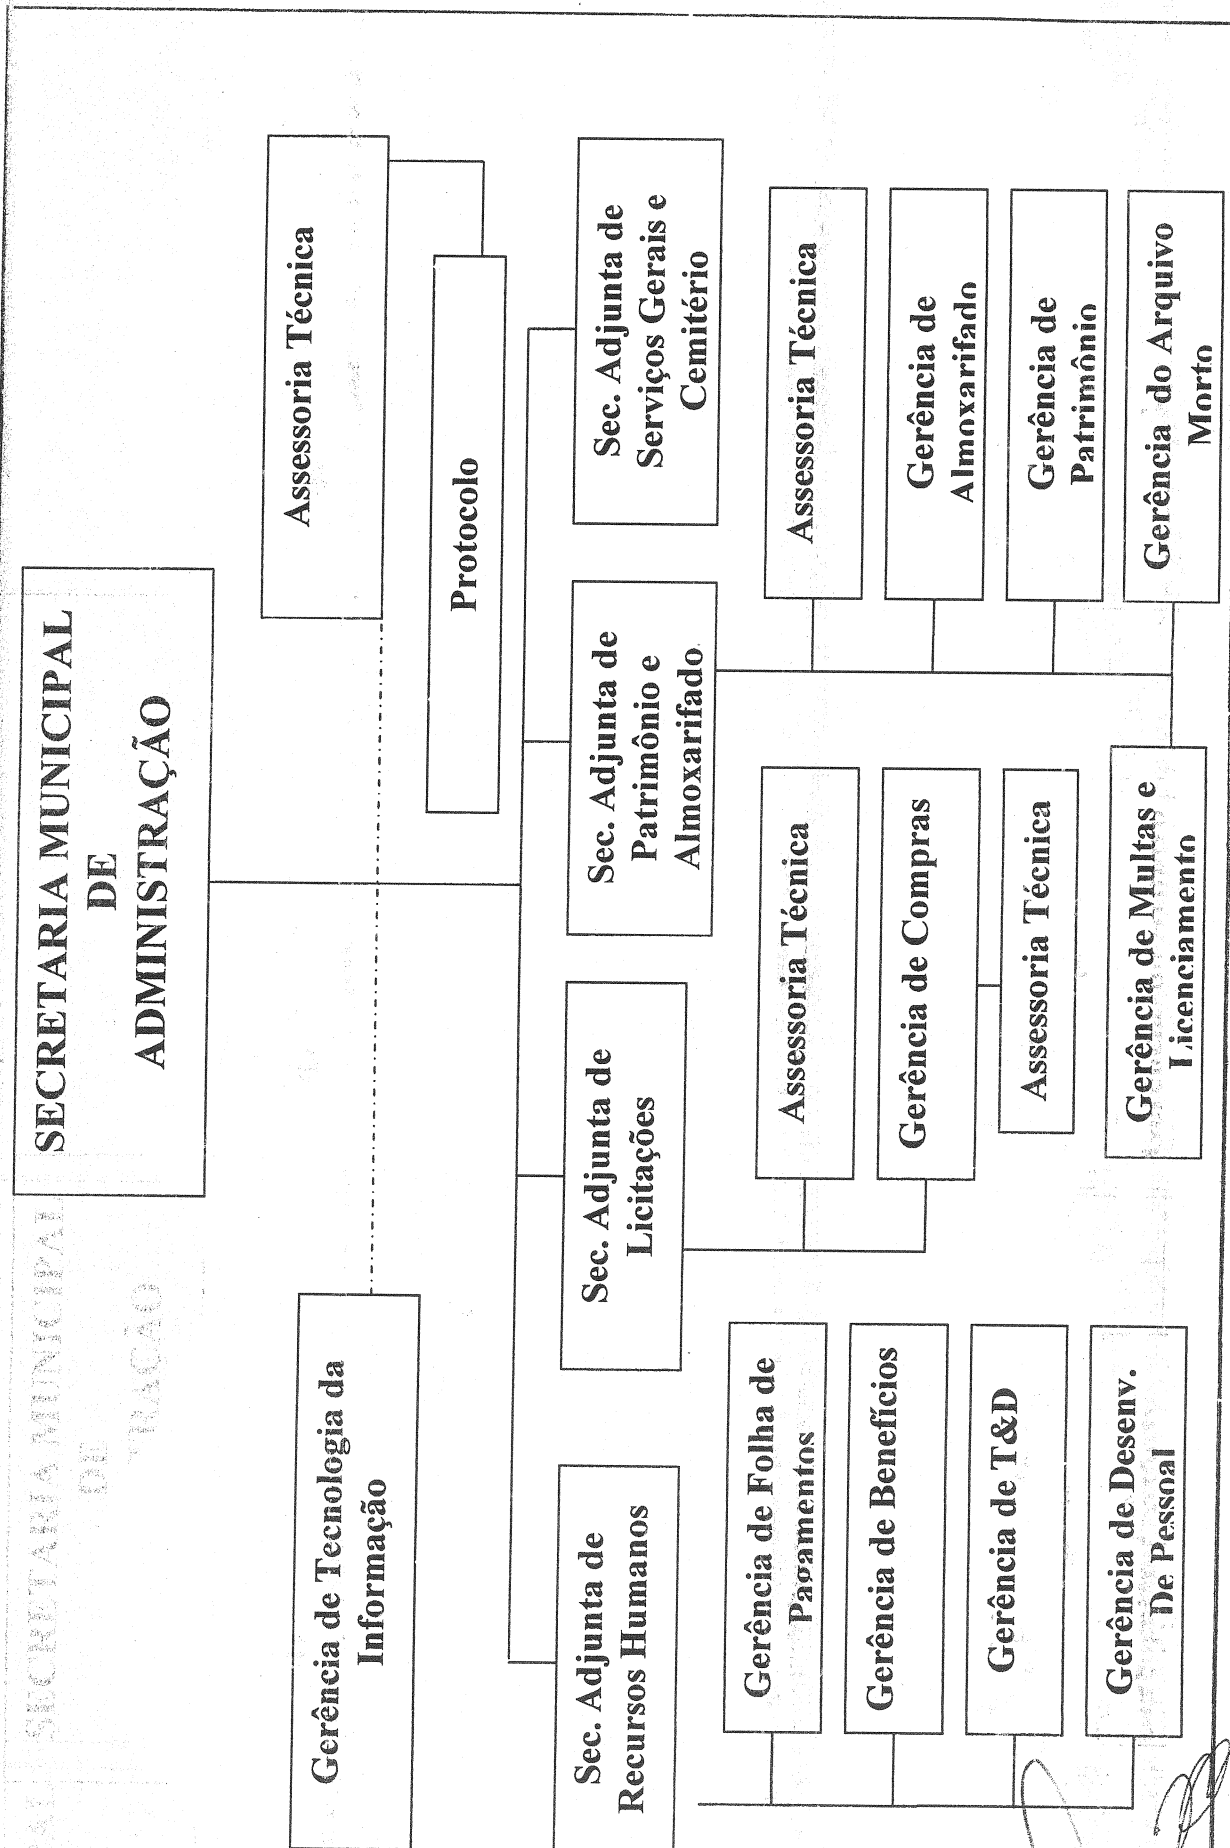 SECRETARIA MUNICIPAL
DE
ADMINISTRAÇÃO
Gerência de Tecnologia da
Informação
Assessoria Técnica
Protocolo
Sec. Adjunta de
Recursos Humanos
Sec. Adjunta de
Licitações
Sec. Adjunta de
Patrimônio e
Almoxarifado
Sec. Adjunta de
Serviços Gerais e
Cemitério
Gerência de Folha de
Pagamentos
Gerência de Benefícios
Gerência de T&D
Gerência de Desenv.
De Pessoal
Assessoria Técnica
Gerência de Compras
Assessoria Técnica
Gerência de Multas e
Licenciamento
Assessoria Técnica
Gerência de
Almoxarifado
Gerência de
Patrimônio
Gerência do Arquivo
Morto